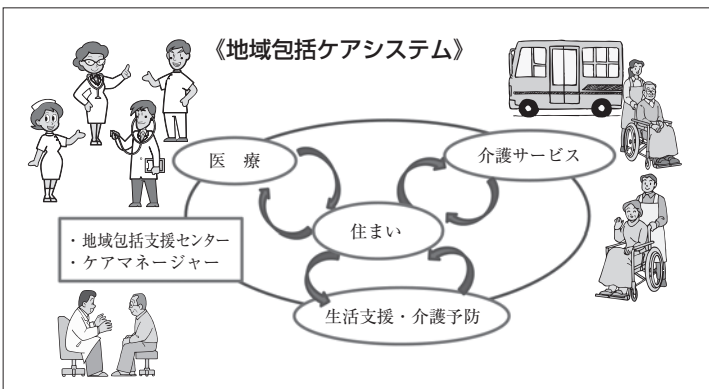 《地域包括ケアシステム》
医　療
介護サービス
住まい
・地域包括支援センター
・ケアマネージャー
生活支援・介護予防